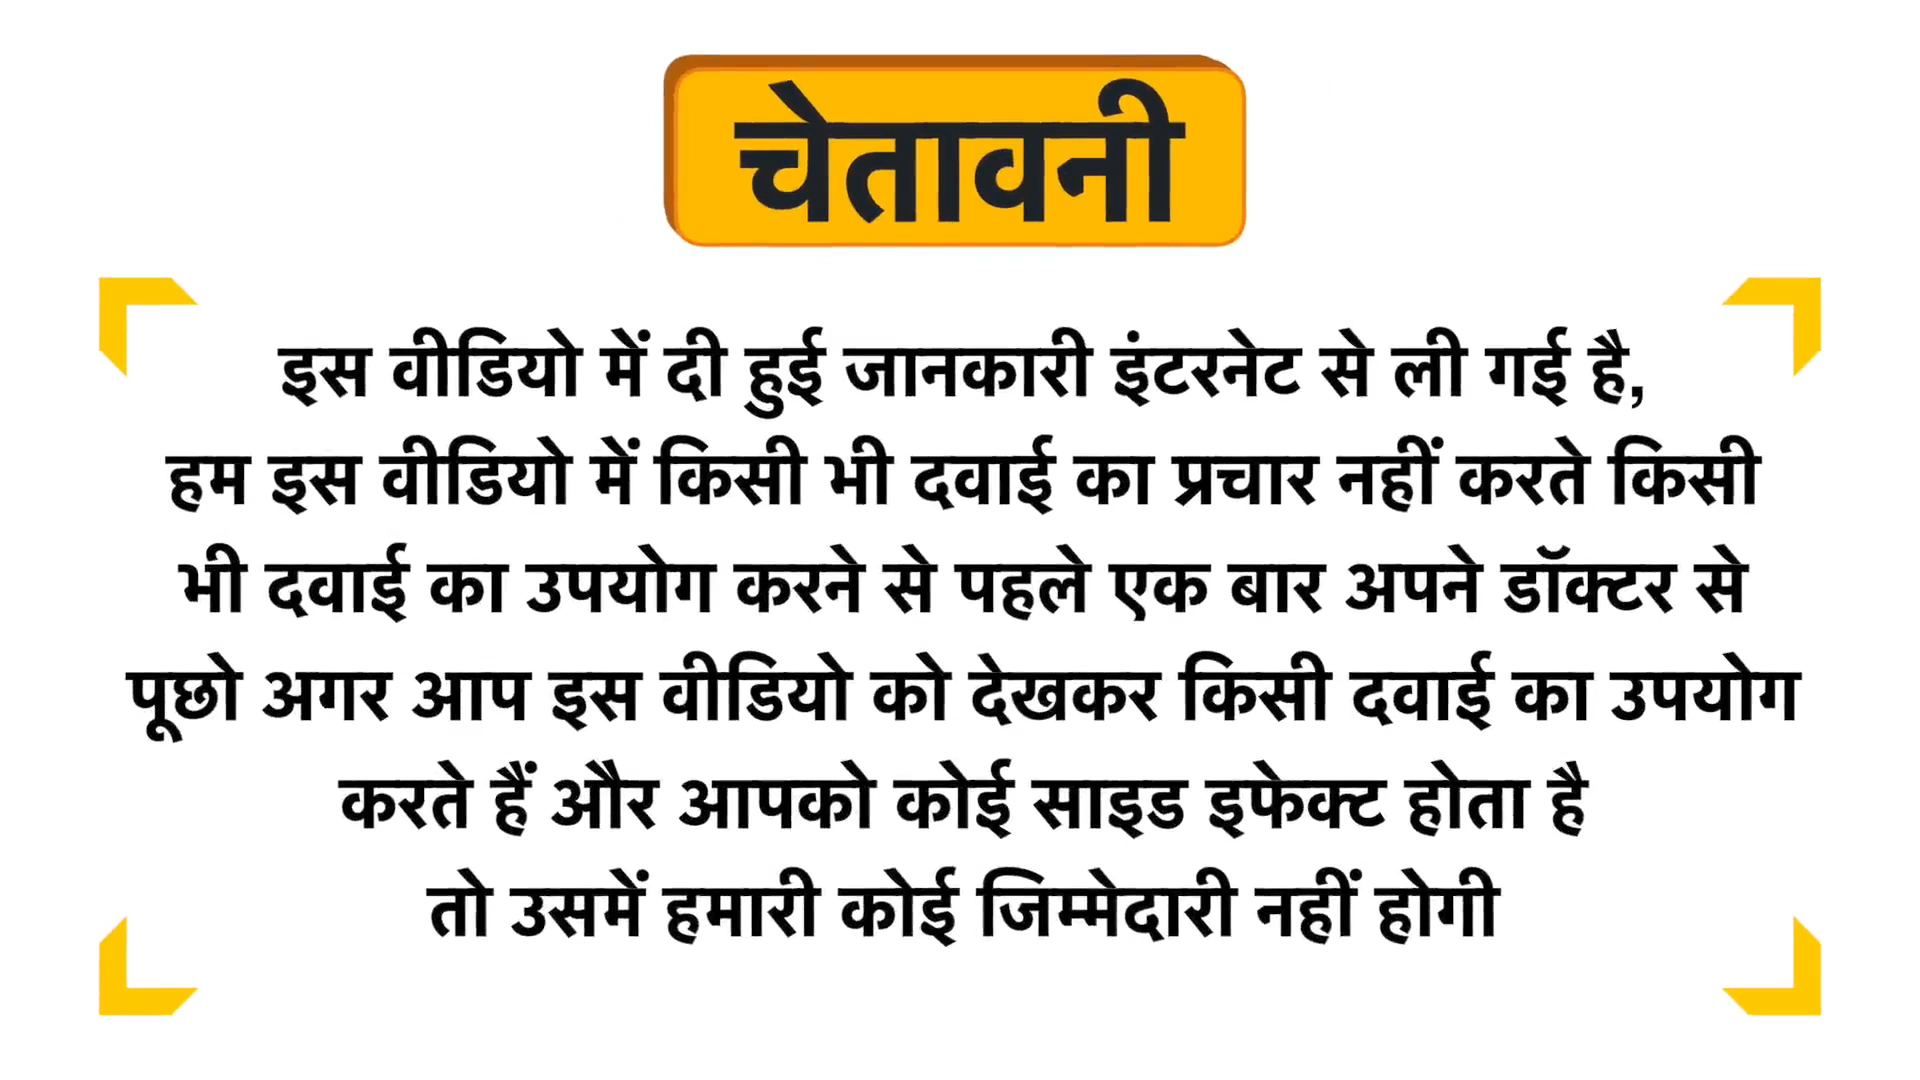 चेतावनी
इस वीडियो में दी हुई जानकारी इंटरनेट से ली गई है,
हम इस वीडियो में किसी भी दवाई का प्रचार नहीं करते किसी
भी दवाई का उपयोग करने से पहले एक बार अपने डॉक्टर से
पूछो अगर आप इस वीडियो को देखकर किसी दवाई का उपयोग
करते हैं और आपको कोई साइड इफेक्ट होता है
तो उसमें हमारी कोई जिम्मेदारी नहीं होगी